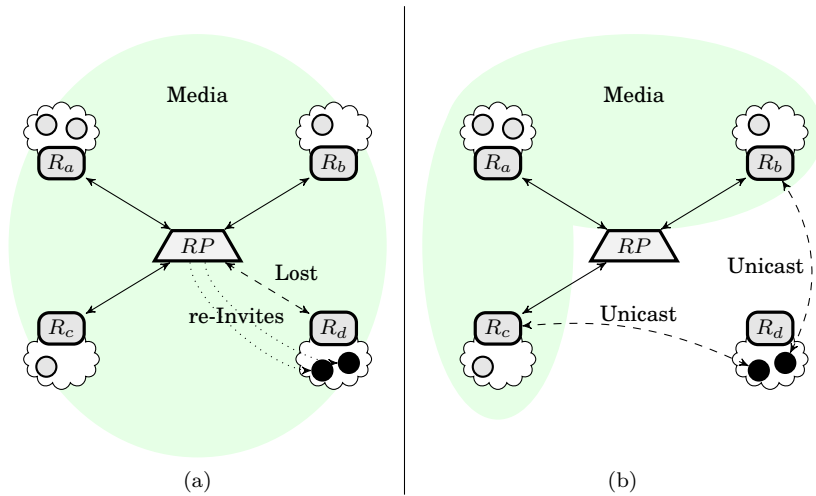 Media
R_a
R_b
RP
Lost
re-Invites
R_c
R_d
(a)
Media
R_a
R_b
RP
Unicast
Unicast
R_c
R_d
(b)